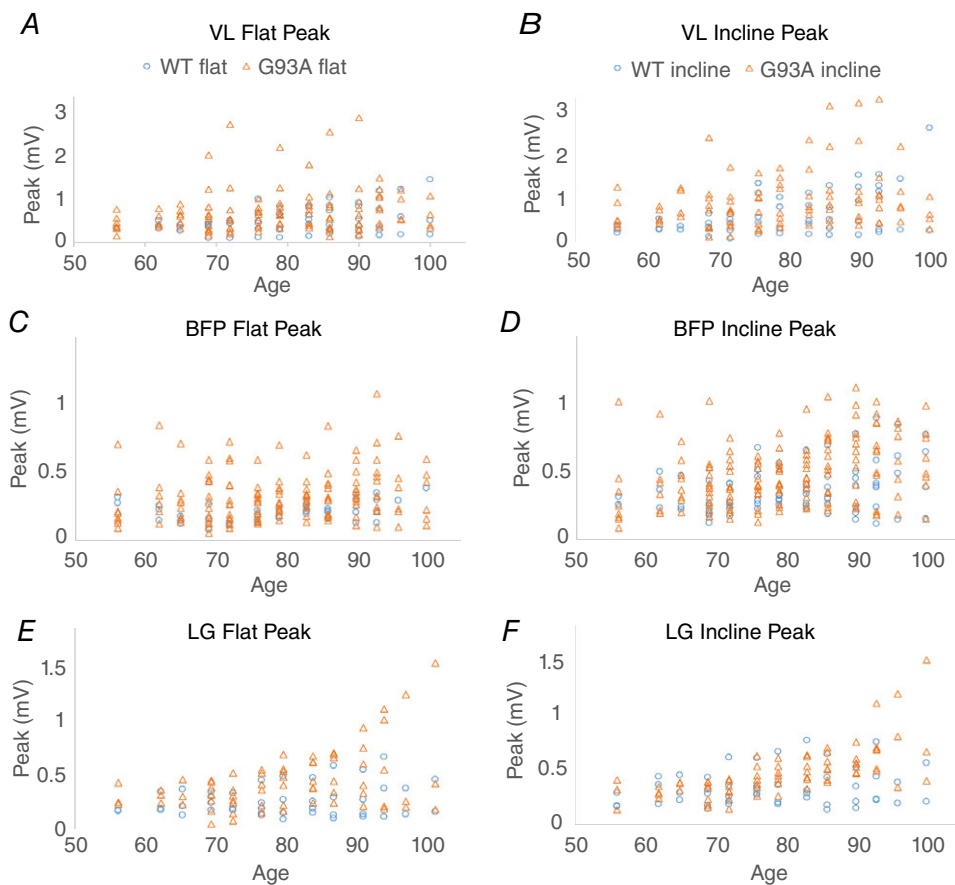 A
VL Flat Peak
WT flat G93A flat
Peak (mV)
3
2
1
0
50 60 70 80 90 100
Age
B
VL Incline Peak
WT incline G93A incline
Peak (mV)
3
2
1
0
50 60 70 80 90 100
Age
C
BFP Flat Peak
Peak (mV)
1
0.5
0
50 60 70 80 90 100
Age
D
BFP Incline Peak
Peak (mV)
1
0.5
0
50 60 70 80 90 100
Age
E
LG Flat Peak
Peak (mV)
1.5
1
0.5
0
50 60 70 80 90 100
Age
F
LG Incline Peak
Peak (mV)
1.5
1
0.5
0
50 60 70 80 90 100
Age